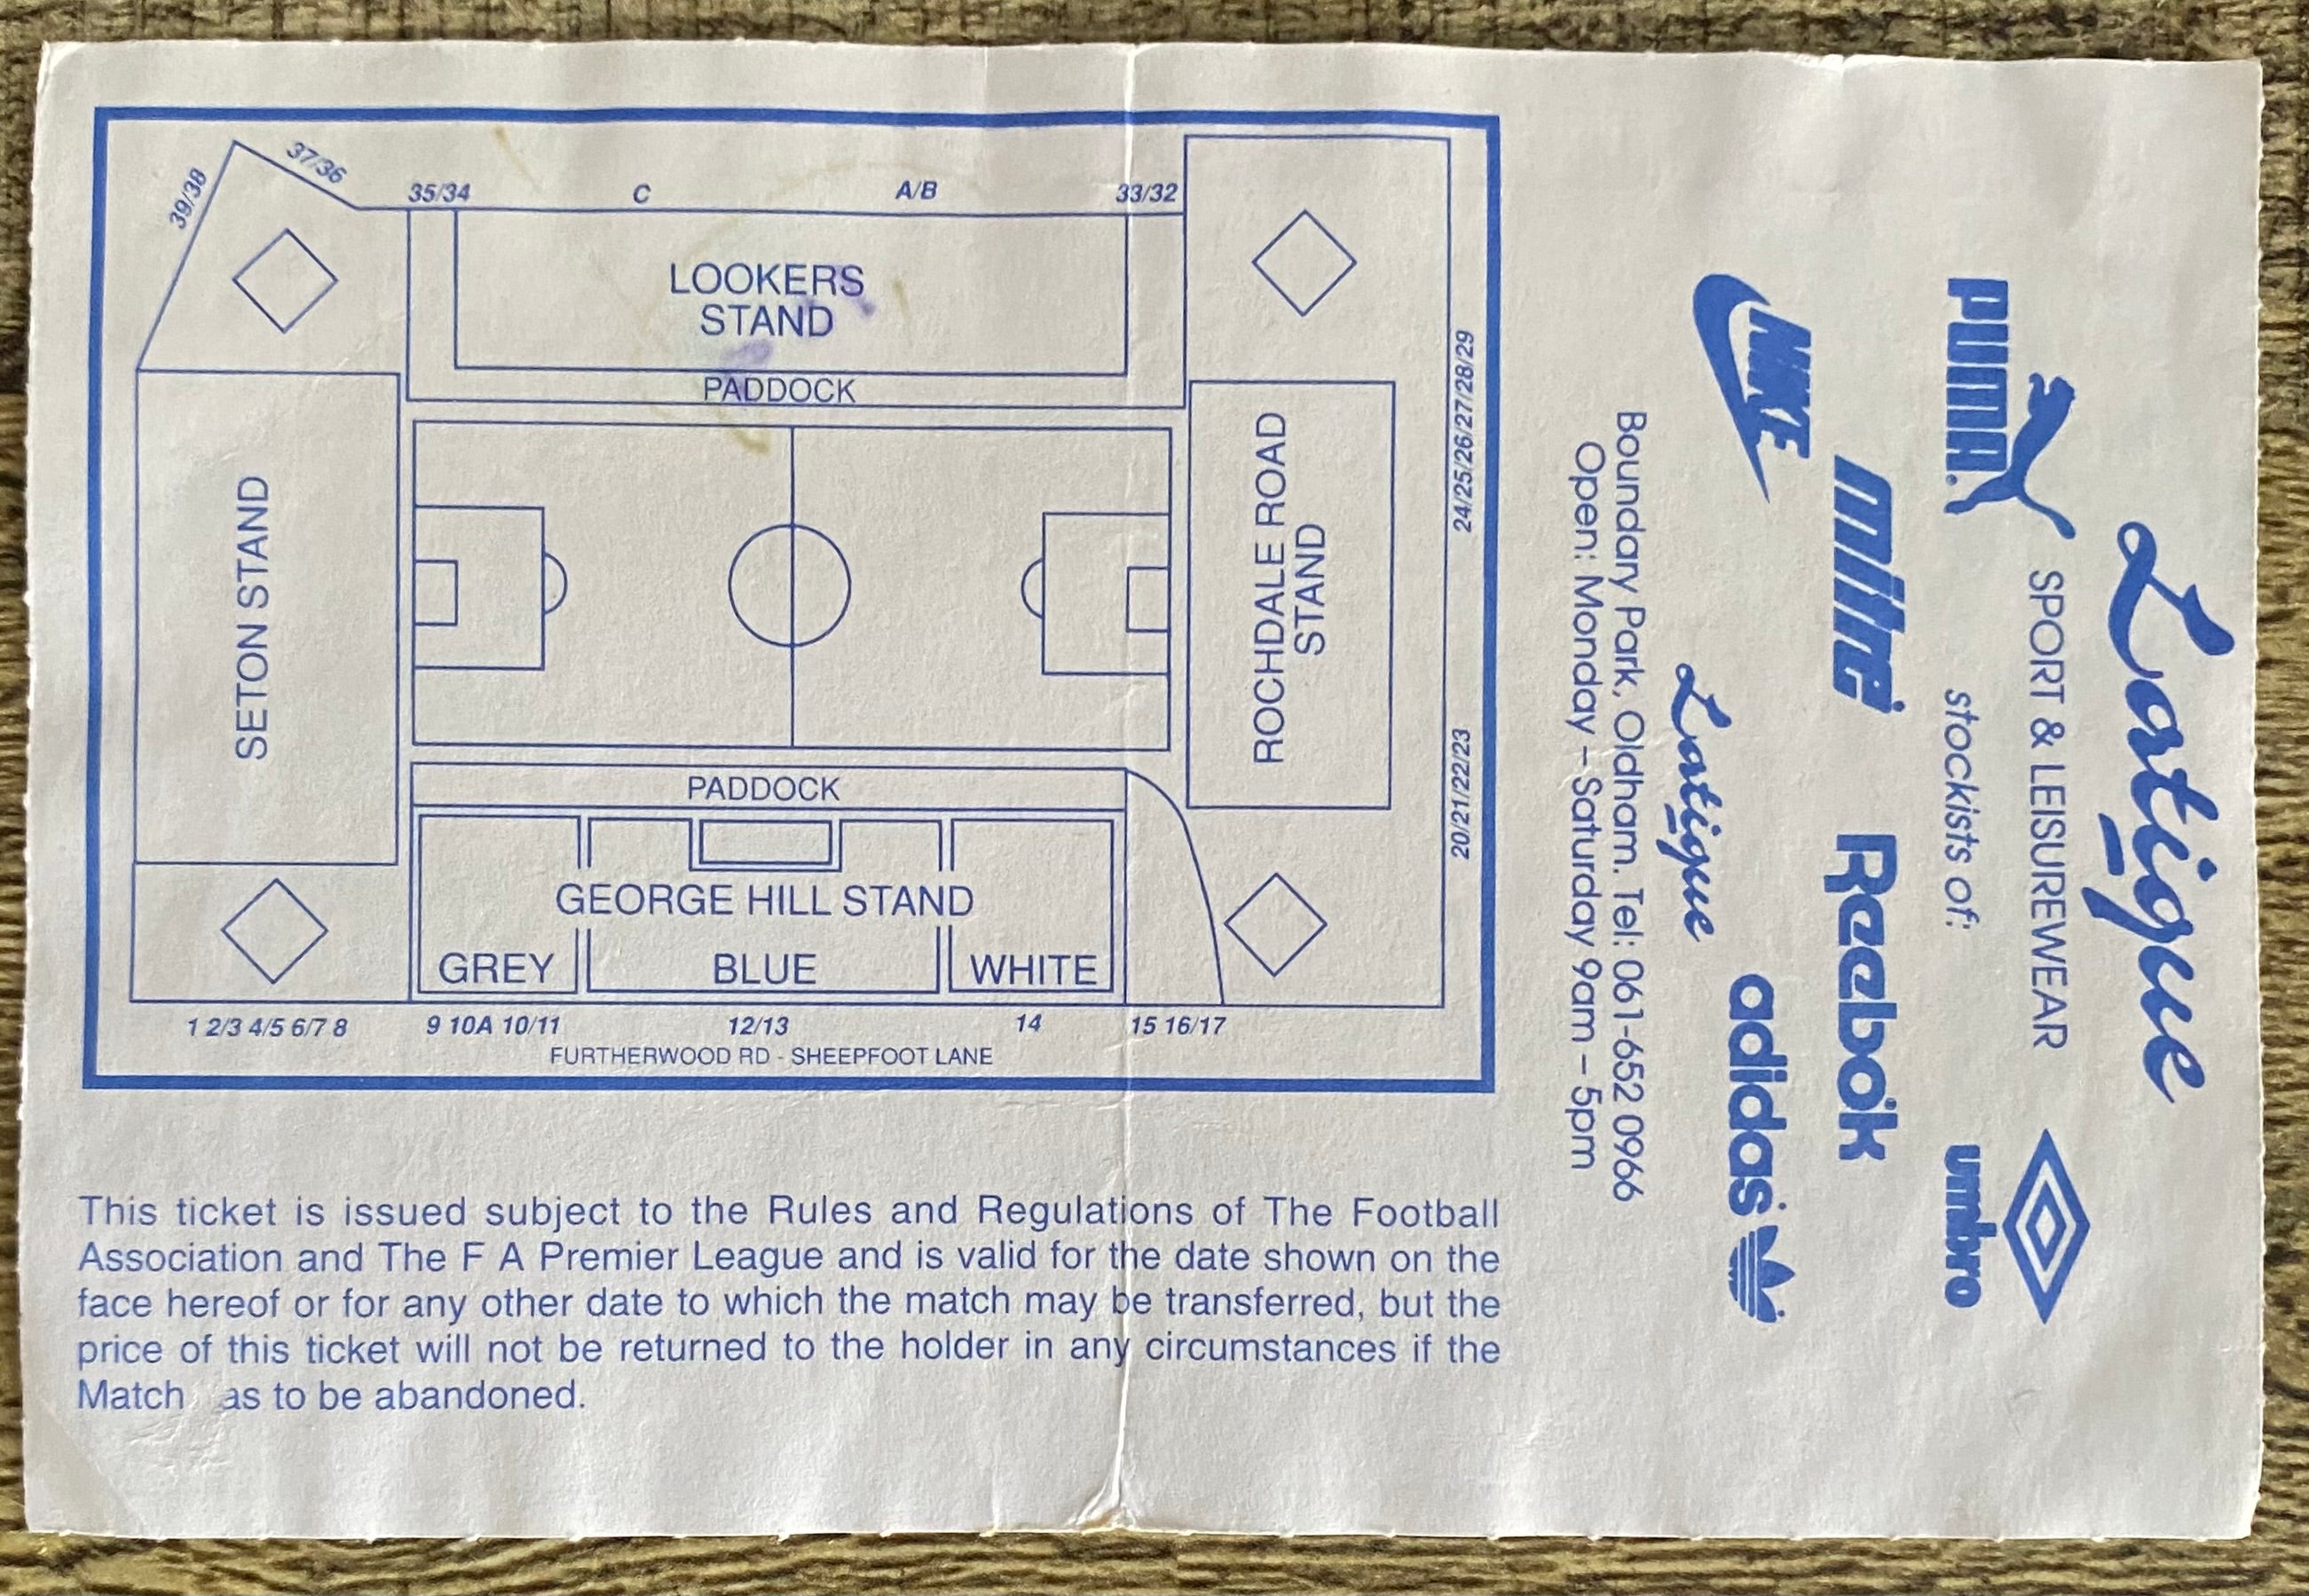 37/36
39/38
35/34
C
A/B
33/32
LOOKERS
STAND
PADDOCK
SETON STAND
ROCHDALE ROAD
STAND
24/25/26/27/28/29
20/21/22/23
PADDOCK
GEORGE HILL STAND
GREY
BLUE
WHITE
1 2/3 4/5 6/7 8
9 10A 10/11
12/13
14
15 16/17
FURTHERWOOD RD - SHEEPFOOT LANE
This ticket is issued subject to the Rules and Regulations of The Football
Association and The F A Premier League and is valid for the date shown on the
face hereof or for any other date to which the match may be transferred, but the
price of this ticket will not be returned to the holder in any circumstances if the
Match as to be abandoned.
Latique
SPORT & LEISUREWEAR
PUMA
stockists of:
umbro
mitre
Reebok
NIKE
Latique
adidas
Boundary Park, Oldham. Tel: 061-652 0966
Open: Monday – Saturday 9am – 5pm